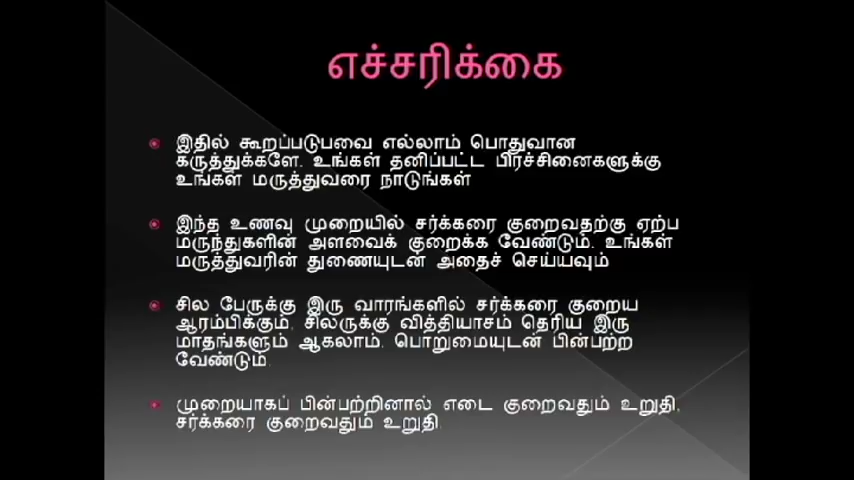 எச்சரிக்கை
இதில் கூறப்படுபவை எல்லாம் பொதுவான
கருத்துக்களே. உங்கள் தனிப்பட்ட பிரச்சினைகளுக்கு
உங்கள் மருத்துவரை நாடுங்கள்
இந்த உணவு முறையில் சர்க்கரை குறைவதற்கு ஏற்ப
மருந்துகளின் அளவைக் குறைக்க வேண்டும். உங்கள்
மருத்துவரின் துணையுடன் அதைச் செய்யவும்
சில பேருக்கு இரு வாரங்களில் சர்க்கரை குறைய
ஆரம்பிக்கும், சிலருக்கு வித்தியாசம் தெரிய இரு
மாதங்களும் ஆகலாம். பொறுமையுடன் பின்பற்ற
வேண்டும்.
முறையாகப் பின்பற்றினால் எடை குறைவதும் உறுதி,
சர்க்கரை குறைவதும் உறுதி.